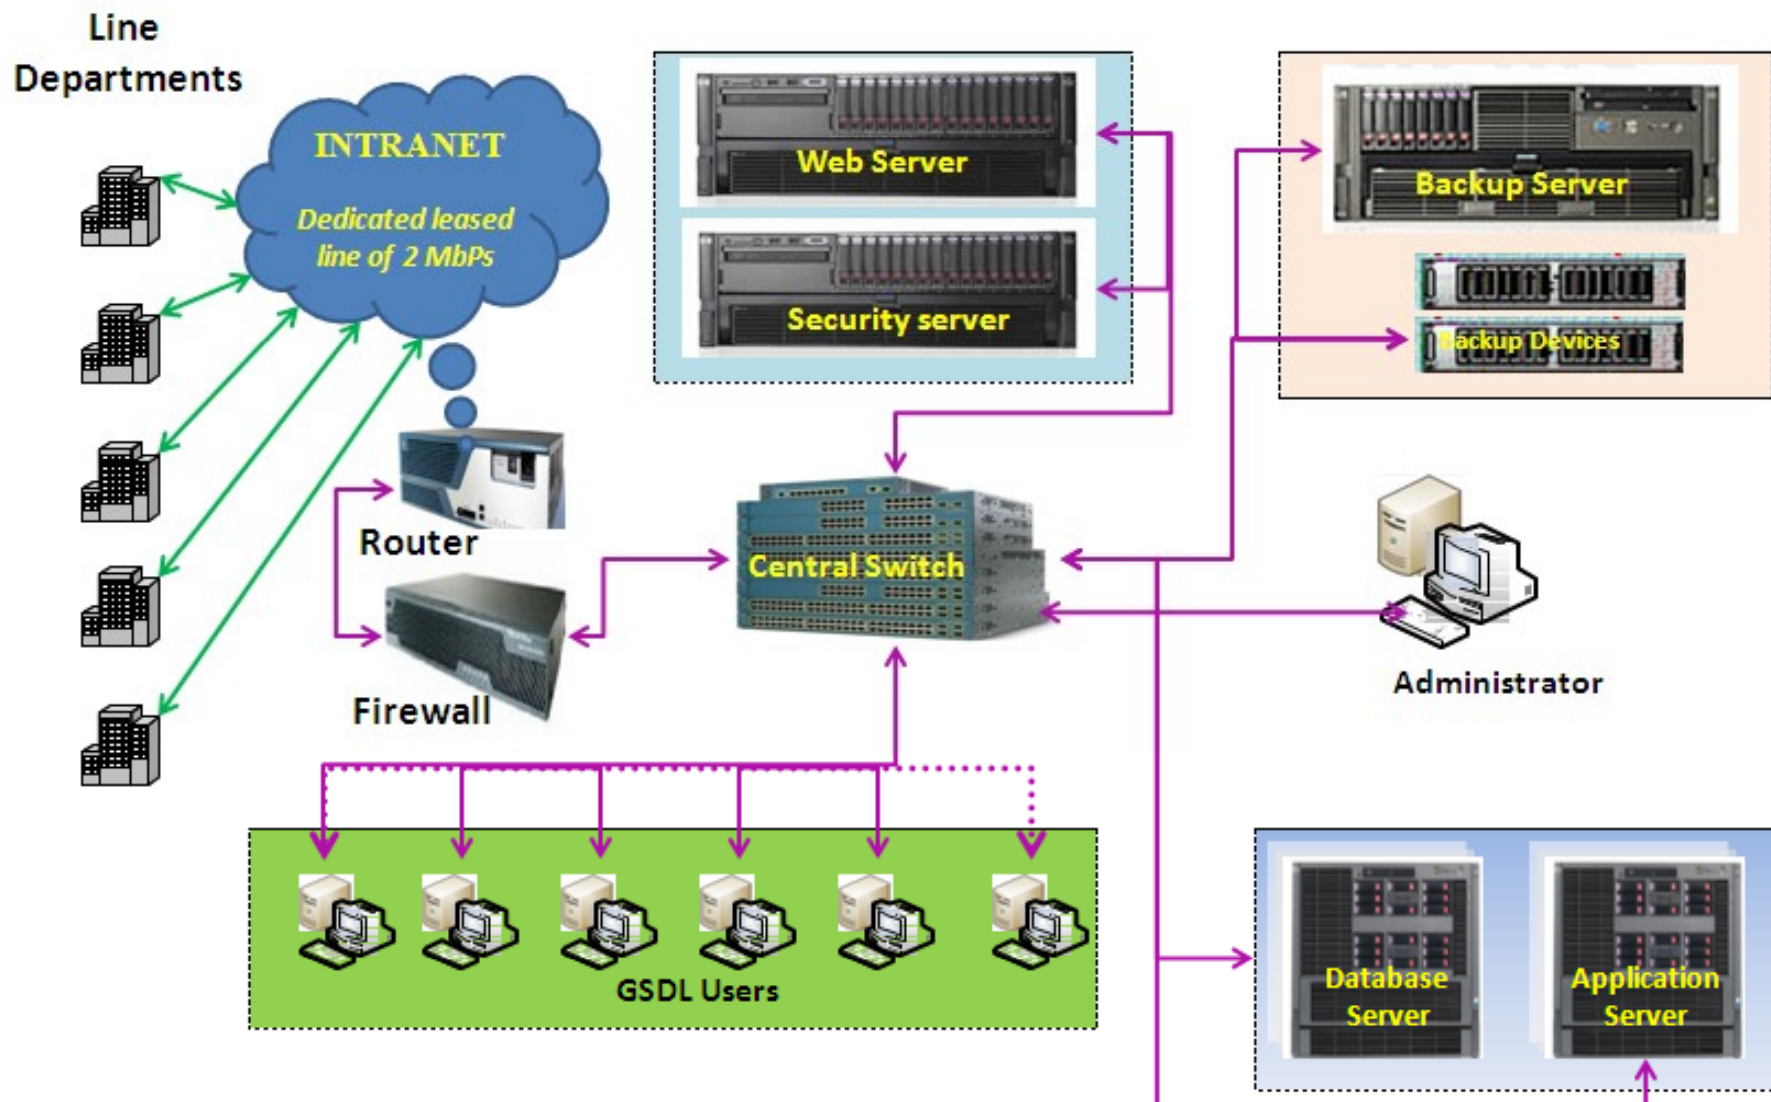 Line
Departments
INTRANET
Dedicated leased
line of 2 MbPs
Web Server
Security server
Backup Server
Backup Devices
Router
Central Switch
Firewall
Administrator
GSDL Users
Database
Server
Application
Server